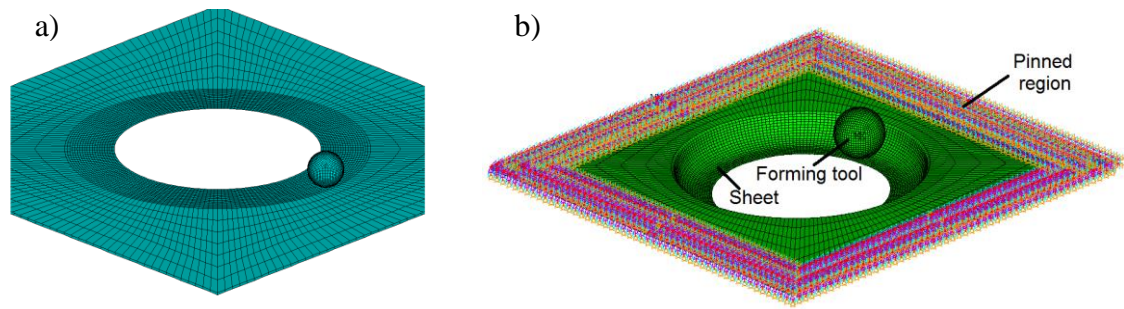 a)
b)
Pinned
region
Forming tool
Sheet